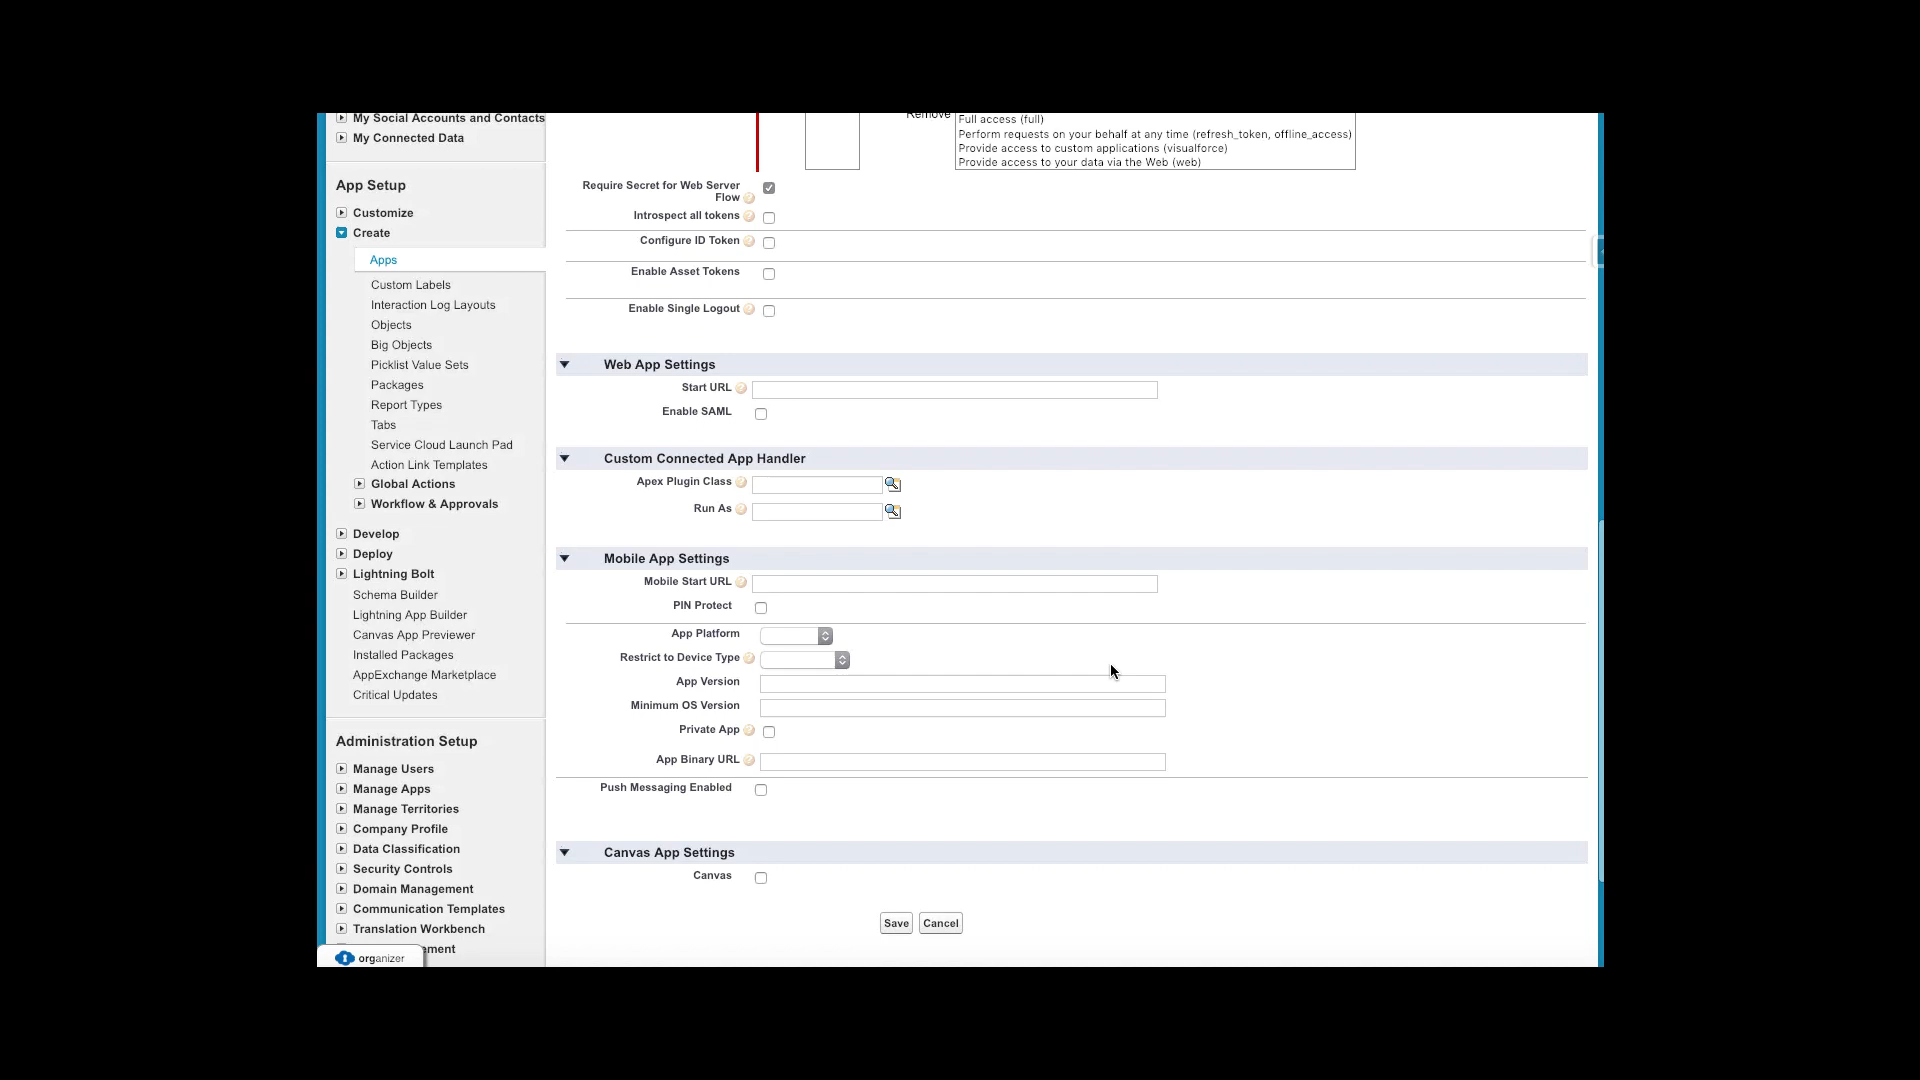 My Social Accounts and Contacts
My Connected Data
App Setup
Customize
Create
Apps
Custom Labels
Interaction Log Layouts
Objects
Big Objects
Picklist Value Sets
Packages
Report Types
Tabs
Service Cloud Launch Pad
Action Link Templates
Global Actions
Workflow & Approvals
Develop
Deploy
Lightning Bolt
Schema Builder
Lightning App Builder
Canvas App Previewer
Installed Packages
AppExchange Marketplace
Critical Updates
Administration Setup
Manage Users
Manage Apps
Manage Territories
Company Profile
Data Classification
Security Controls
Domain Management
Communication Templates
Translation Workbench
ement
organizer
Remove
Full access (full)
Perform requests on your behalf at any time (refresh_token, offline_access)
Provide access to custom applications (visualforce)
Provide access to your data via the Web (web)
Require Secret for Web Server
Flow
Introspect all tokens
Configure ID Token
Enable Asset Tokens
Enable Single Logout
Web App Settings
Start URL
Enable SAML
Custom Connected App Handler
Apex Plugin Class
Run As
Mobile App Settings
Mobile Start URL
PIN Protect
App Platform
Restrict to Device Type
App Version
Minimum OS Version
Private App
App Binary URL
Push Messaging Enabled
Canvas App Settings
Canvas
Save Cancel